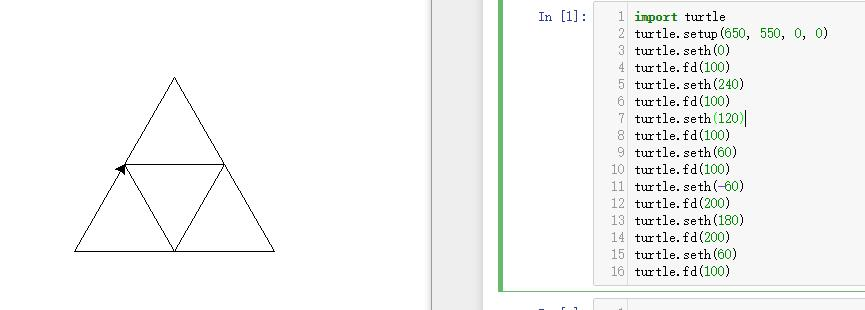 In [1]:
1 import turtle
2 turtle.setup(650, 550, 0, 0)
3 turtle.seth(0)
4 turtle.fd(100)
5 turtle.seth(240)
6 turtle.fd(100)
7 turtle.seth(120)
8 turtle.fd(100)
9 turtle.seth(60)
10 turtle.fd(100)
11 turtle.seth(-60)
12 turtle.fd(200)
13 turtle.seth(180)
14 turtle.fd(200)
15 turtle.seth(60)
16 turtle.fd(100)